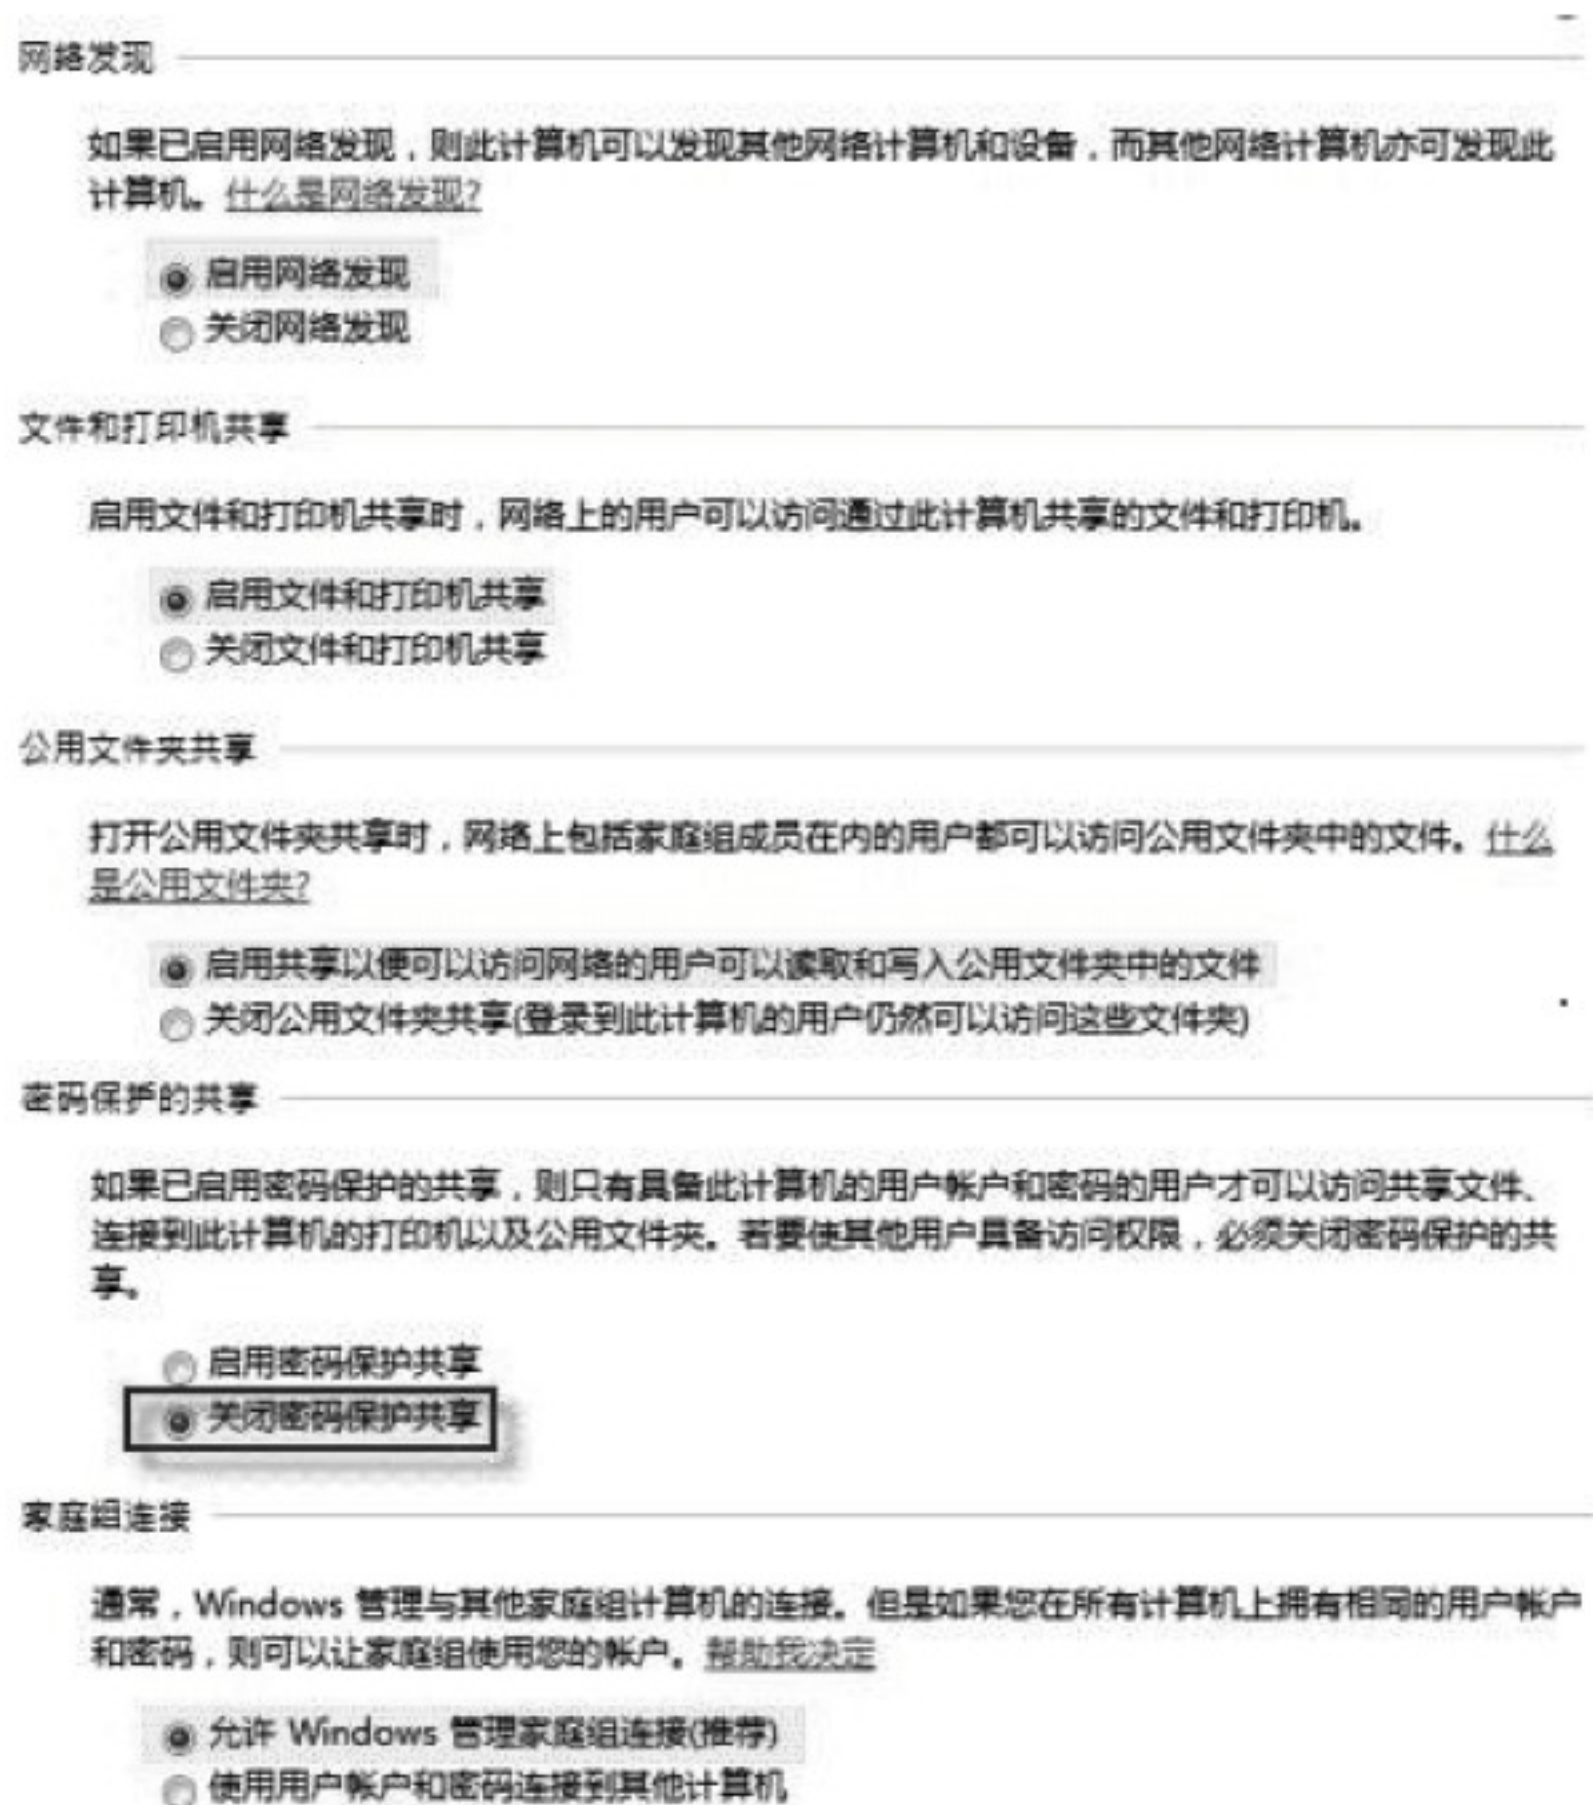 网络发现
如果已启用网络发现，则此计算机可以发现其他网络计算机和设备，而其他网络计算机亦可发现此
计算机。什么是网络发现?
启用网络发现
关闭网络发现
文件和打印机共享
启用文件和打印机共享时，网络上的用户可以访问通过此计算机共享的文件和打印机。
启用文件和打印机共享
关闭文件和打印机共享
公用文件夹共享
打开公用文件夹共享时，网络上包括家庭组成员在内的用户都可以访问公用文件夹中的文件。什么
是公用文件夹?
启用共享以便可以访问网络的用户可以读取和写入公用文件夹中的文件
关闭公用文件夹共享(登录到此计算机的用户仍然可以访问这些文件夹)
密码保护的共享
如果已启用密码保护的共享，则只有具备此计算机的用户帐户和密码的用户才可以访问共享文件、
连接到此计算机的打印机以及公用文件夹。若要使其他用户具备访问权限，必须关闭密码保护的共
享。
启用密码保护共享
关闭密码保护共享
家庭组连接
通常，Windows 管理与其他家庭组计算机的连接。但是如果您在所有计算机上拥有相同的用户帐户
和密码，则可以让家庭组使用您的帐户。帮助我决定
允许 Windows 管理家庭组连接(推荐)
使用用户帐户和密码连接到其他计算机